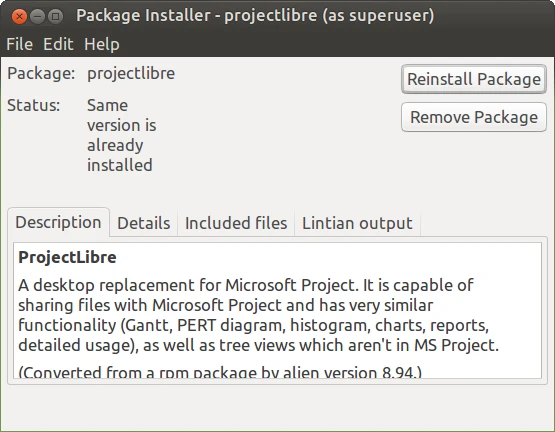 Package Installer - projectlibre (as superuser)
File Edit Help
Package: projectlibre
Reinstall Package
Status: Same
version is
already
installed
Remove Package
Description Details Included files Lintian output
ProjectLibre
A desktop replacement for Microsoft Project. It is capable of
sharing files with Microsoft Project and has very similar
functionality (Gantt, PERT diagram, histogram, charts, reports,
detailed usage), as well as tree views which aren't in MS Project.
(Converted from a rpm package by alien version 8.94.)